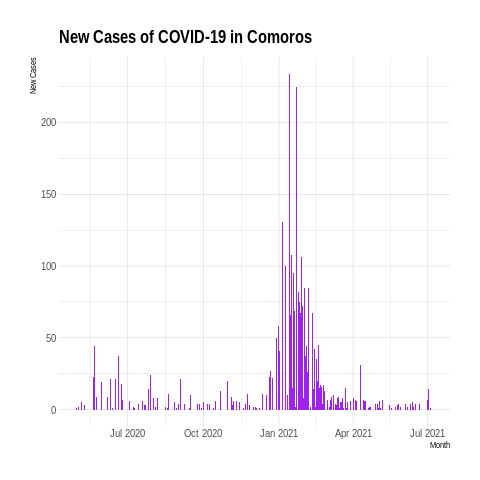 New Cases of COVID-19 in Comoros
New Cases
200
150
100
50
0
Jul 2020 Oct 2020 Jan 2021 Apr 2021 Jul 2021
Month